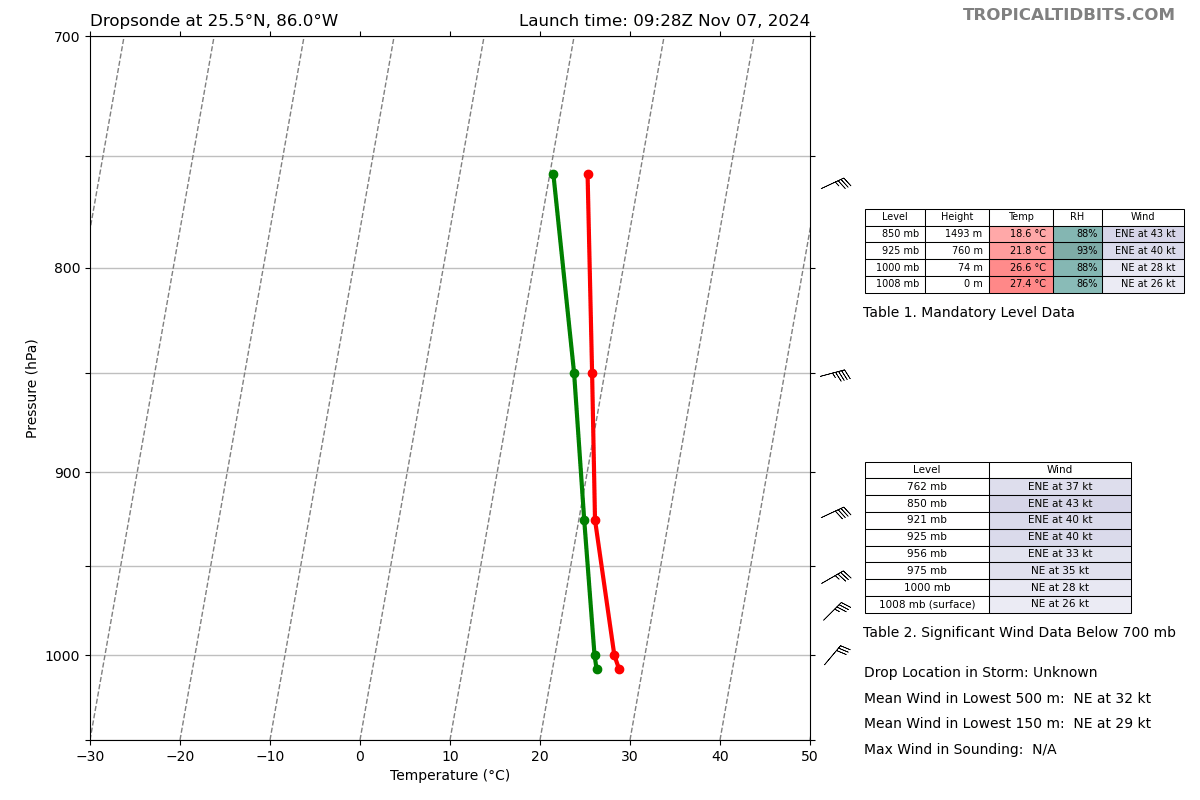 TROPICALTIDBITS.COM
Dropsonde at 25.5°N, 86.0°W
Launch time: 09:28Z Nov 07, 2024
700
800
900
1000
Pressure (hPa)
−30 −20 −10 0 10 20 30 40 50
Temperature (°C)
Level Height Temp RH Wind
850 mb 1493 m 18.6 °C 88% ENE at 43 kt
925 mb 760 m 21.8 °C 93% ENE at 40 kt
1000 mb 74 m 26.6 °C 88% NE at 28 kt
1008 mb 0 m 27.4 °C 86% NE at 26 kt
Table 1. Mandatory Level Data
Level Wind
762 mb ENE at 37 kt
850 mb ENE at 43 kt
921 mb ENE at 40 kt
925 mb ENE at 40 kt
956 mb ENE at 33 kt
975 mb NE at 35 kt
1000 mb NE at 28 kt
1008 mb (surface) NE at 26 kt
Table 2. Significant Wind Data Below 700 mb
Drop Location in Storm: Unknown
Mean Wind in Lowest 500 m: NE at 32 kt
Mean Wind in Lowest 150 m: NE at 29 kt
Max Wind in Sounding: N/A